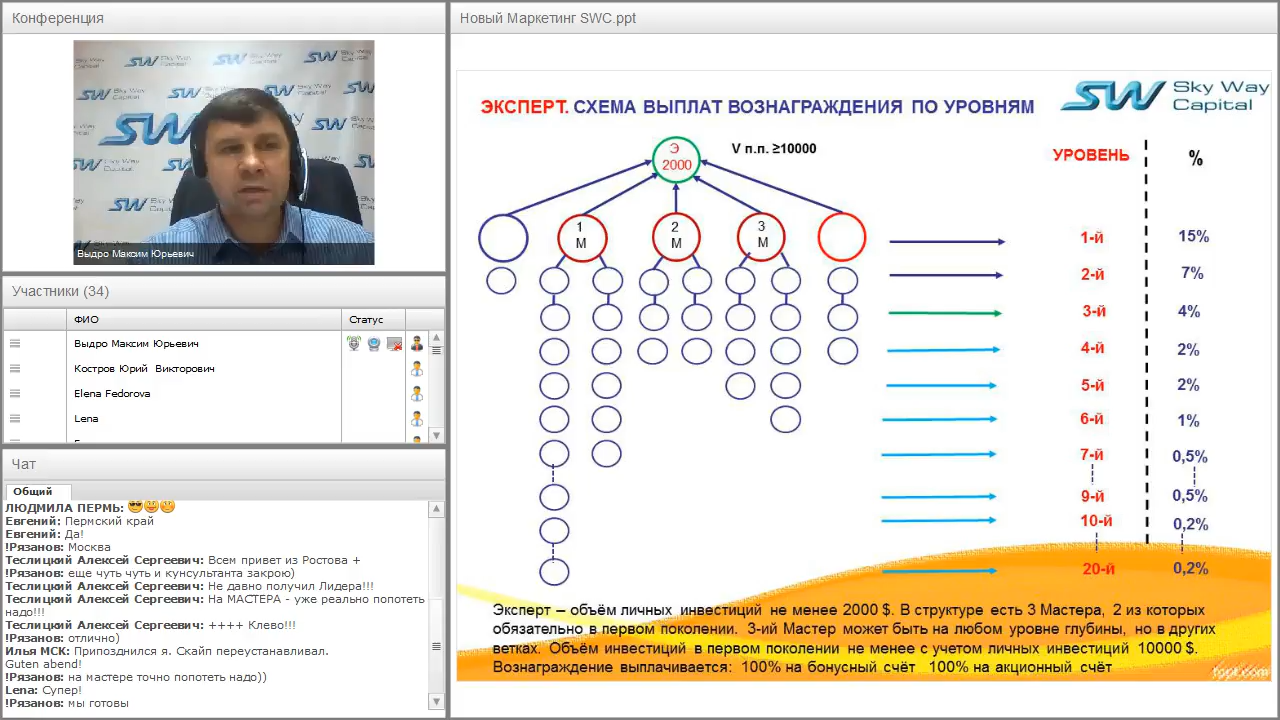 Конференция
Sky Way
Capital
SW
Выдро Максим Юрьевич
Участники (34)
ФИО
Статус
Выдро Максим Юрьевич
Костров Юрий Викторович
Elena Fedorova
Lena
Чат
Общий
ЛЮДМИЛА ПЕРМЬ:
Евгений: Пермский край
Евгений: Да!
!Рязанов: Москва
Теслицкий Алексей Сергеевич: Всем привет из Ростова +
!Рязанов: еще чуть чуть и кунсультанта закрою)
Теслицкий Алексей Сергеевич: Не давно получил Лидера!!!
Теслицкий Алексей Сергеевич: На МАСТЕРА - уже реально попотеть
надо!!!
Теслицкий Алексей Сергеевич: ++++ Клево!!!
!Рязанов: отлично)
Илья МСК: Припозднился я. Скайп переустанавливал.
Guten abend!
!Рязанов: на мастере точно попотеть надо))
Lena: Супер!
!Рязанов: мы готовы
Новый Маркетинг SWC.ppt
SW Sky Way
Capital
ЭКСПЕРТ. СХЕМА ВЫПЛАТ ВОЗНАГРАЖДЕНИЯ ПО УРОВНЯМ
Э
2000
V п.п. ≥10000
УРОВЕНЬ %
1
М
2
М
3
М
1-й 15%
2-й 7%
3-й 4%
4-й 2%
5-й 2%
6-й 1%
7-й 0,5%
9-й 0,5%
10-й 0,2%
20-й 0,2%
Эксперт – объём личных инвестиций не менее 2000 $. В структуре есть 3 Мастера, 2 из которых
обязательно в первом поколении. 3-ий Мастер может быть на любом уровне глубины, но в других
ветках. Объём инвестиций в первом поколении не менее с учетом личных инвестиций 10000 $.
Вознаграждение выплачивается: 100% на бонусный счёт 100% на акционный счёт